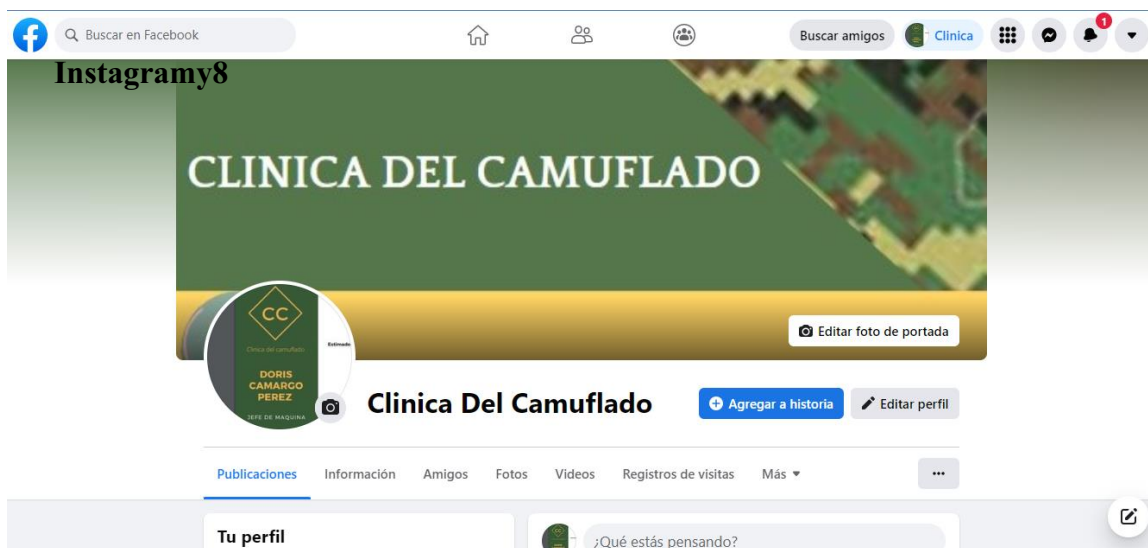 Buscar en Facebook
Buscar amigos
Clinica
1
Instagramy8
CLINICA DEL CAMUFLADO
Editar foto de portada
CC
Clinica del camuflado
Estimado
DORIS
CAMARGO
PEREZ
JEFE DE MAQUINA
Clinica Del Camuflado
Agregar a historia
Editar perfil
Publicaciones
Información
Amigos
Fotos
Videos
Registros de visitas
Más
Tu perfil
¿Qué estás pensando?